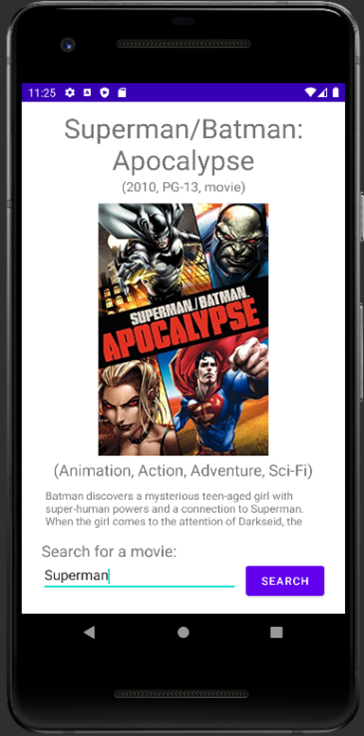 11:25
Superman/Batman:
Apocalypse
(2010, PG-13, movie)
SUPERMAN/BATMAN
APOCALYPSE
(Animation, Action, Adventure, Sci-Fi)
Batman discovers a mysterious teen-aged girl with
super-human powers and a connection to Superman.
When the girl comes to the attention of Darkseid, the
Search for a movie:
Superman
SEARCH